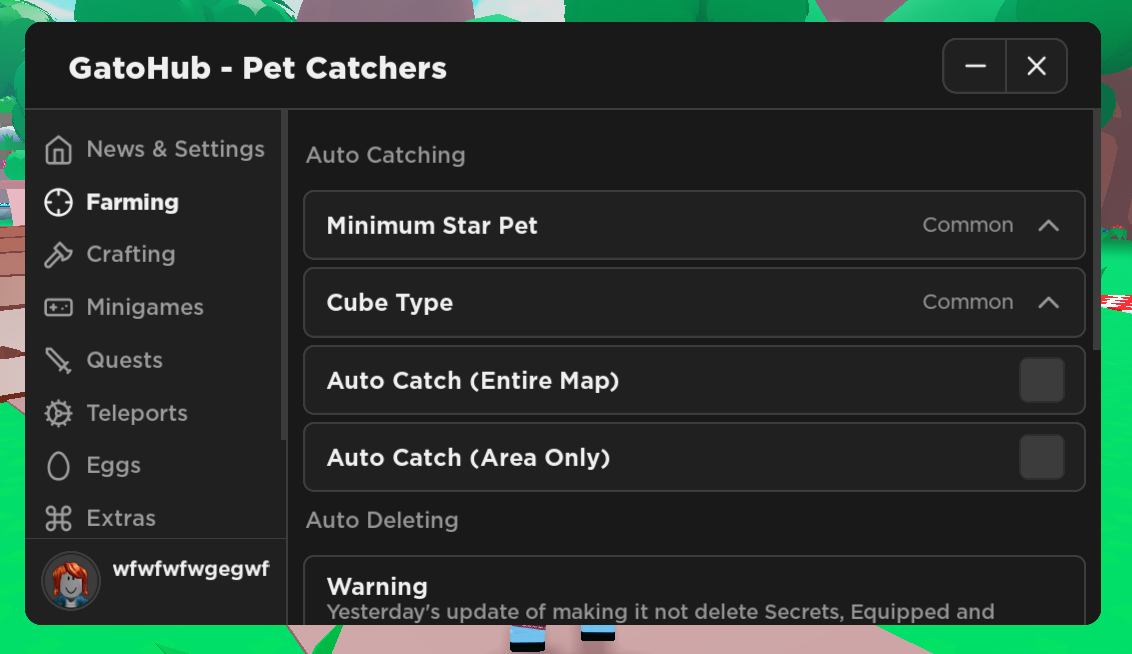 GatoHub - Pet Catchers
News & Settings
Farming
Crafting
Minigames
Quests
Teleports
Eggs
Extras
wfwfwfwgegwf
Auto Catching
Minimum Star Pet Common
Cube Type Common
Auto Catch (Entire Map)
Auto Catch (Area Only)
Auto Deleting
Warning
Yesterday's update of making it not delete Secrets, Equipped and